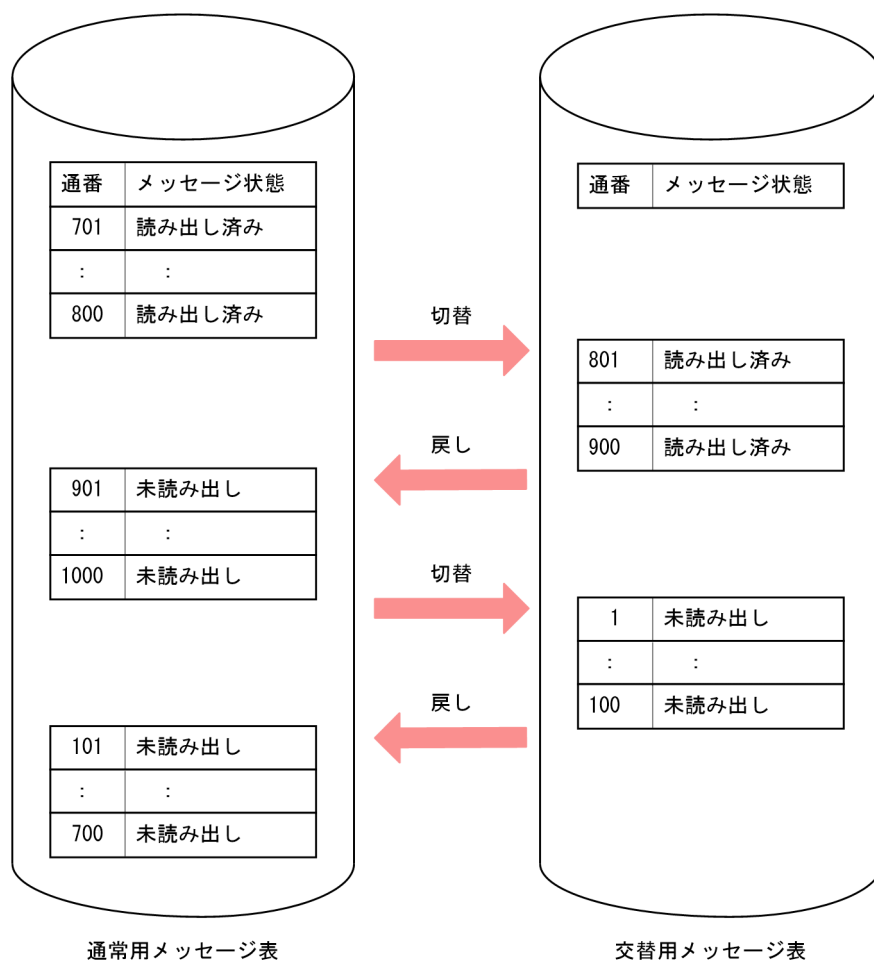 通番 メッセージ状態
701 読み出し済み
: :
800 読み出し済み
通番 メッセージ状態
切替
801 読み出し済み
: :
900 読み出し済み
戻し
901 未読み出し
: :
1000 未読み出し
切替
1 未読み出し
: :
100 未読み出し
戻し
101 未読み出し
: :
700 未読み出し
通常用メッセージ表
交替用メッセージ表